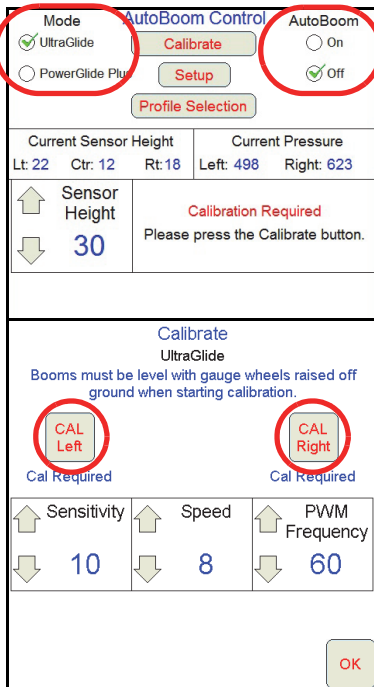 Mode
AutoBoom Control
AutoBoom
UltraGlide
Calibrate
On
PowerGlide Plus
Setup
Off
Profile Selection
Current Sensor Height
Current Pressure
Lt: 22 Ctr: 12 Rt:18
Left: 498 Right: 623
Sensor
Height
30
Calibration Required
Please press the Calibrate button.
Calibrate
UltraGlide
Booms must be level with gauge wheels raised off
ground when starting calibration.
CAL
Left
CAL
Right
Cal Required
Cal Required
Sensitivity
10
Speed
8
PWM
Frequency
60
OK